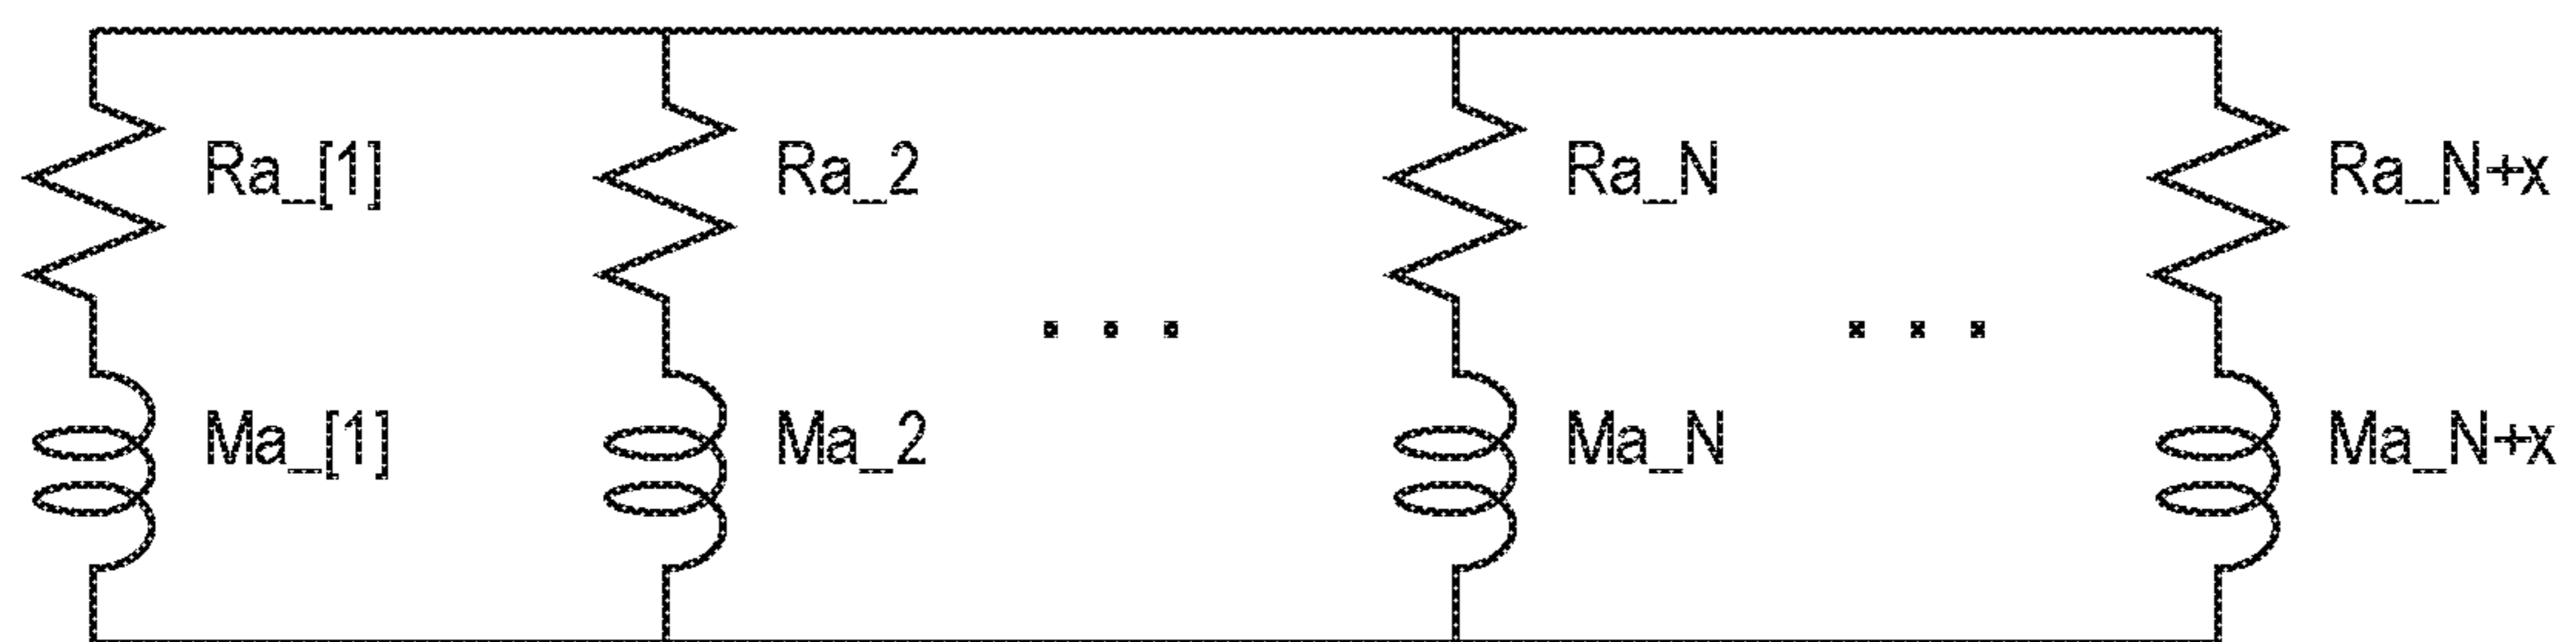 Ra_[1] Ra_2 Ra_N Ra_N+x
. . . . . .
Ma_[1] Ma_2 Ma_N Ma_N+x